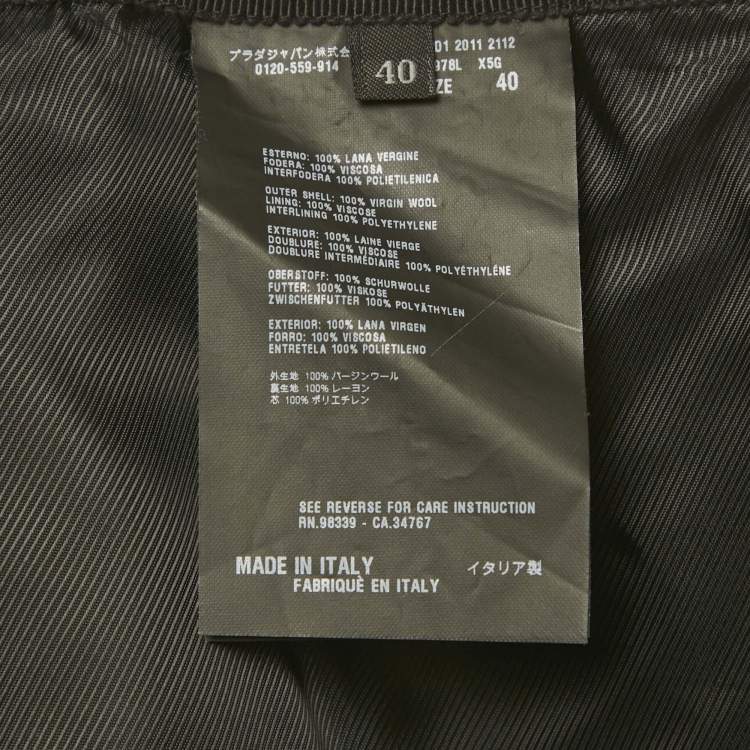 プラダジャパン株式会
0120-559-914
40
01 2011 2112
978L X5G
ZE 40
ESTERNO: 100% LANA VERGINE
FODERA: 100% VISCOSA
INTERFODERA 100% POLIETILENICA
OUTER SHELL: 100% VIRGIN WOOL
LINING: 100% VISCOSE
INTERLINING 100% POLYETHYLENE
EXTERIOR: 100% LAINE VIERGE
DOUBLURE: 100% VISCOSE
DOUBLURE INTERMÉDIAIRE 100% POLYÉTHYLÈNE
OBERSTOFF: 100% SCHURWOLLE
FUTTER: 100% VISKOSE
ZWISCHENFUTTER 100% POLYÄTHYLEN
EXTERIOR: 100% LANA VIRGEN
FORRO: 100% VISCOSA
ENTRETELA 100% POLIETILENO
外生地 100% バージンウール
裏生地 100% レーヨン
芯 100% ポリエチレン
SEE REVERSE FOR CARE INSTRUCTION
RN.98339 - CA.34767
MADE IN ITALY イタリア製
FABRIQUÈ EN ITALY